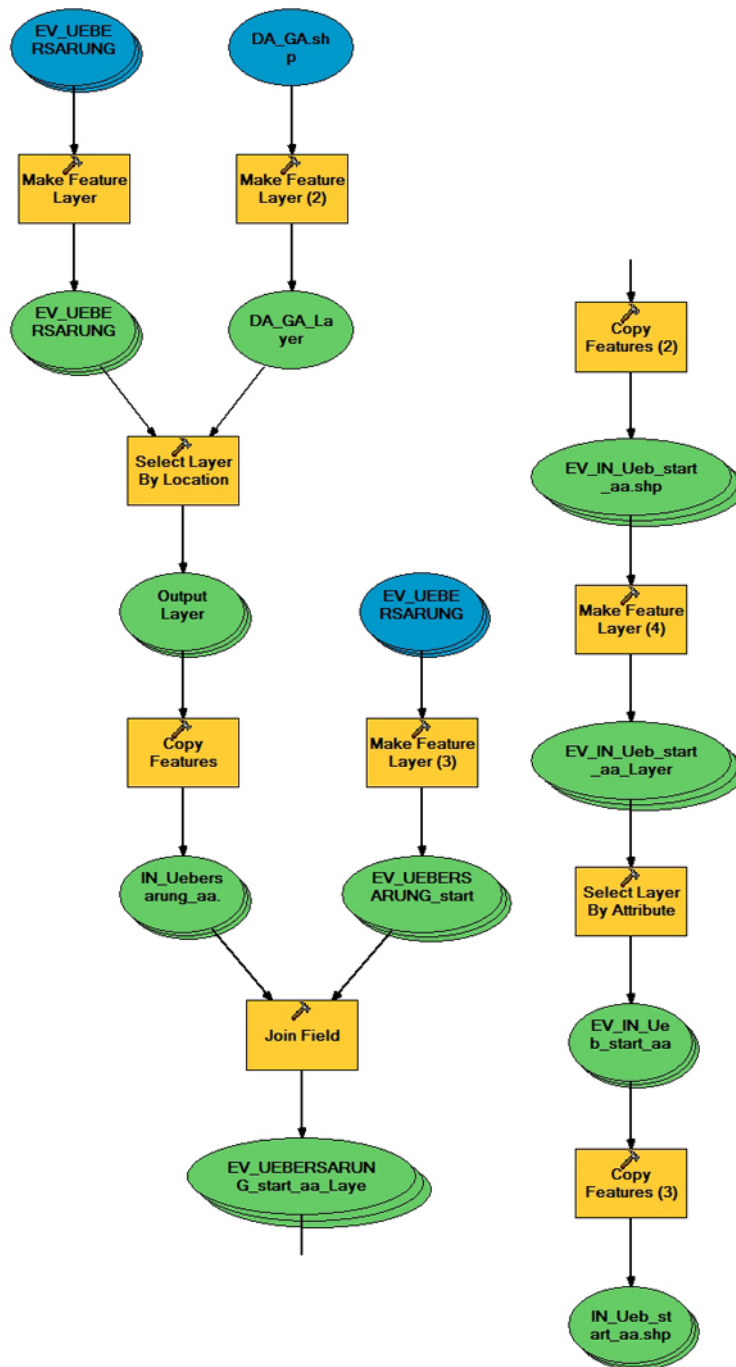 EV_UEBE
RSARUNG
DA_GA.sh
p
Make Feature
Layer
Make Feature
Layer (2)
EV_UEBE
RSARUNG
DA_GA_La
yer
Select Layer
By Location
Output
Layer
EV_UEBE
RSARUNG
Copy
Features
Make Feature
Layer (3)
IN_Uebers
arung_aa.
EV_UEBERS
ARUNG_start
Join Field
EV_UEBERSARUN
G_start_aa_Laye
Copy
Features (2)
EV_IN_Ueb_start
_aa.shp
Make Feature
Layer (4)
EV_IN_Ueb_start
_aa_Layer
Select Layer
By Attribute
EV_IN_Ue
b_start_aa
Copy
Features (3)
IN_Ueb_st
art_aa.shp